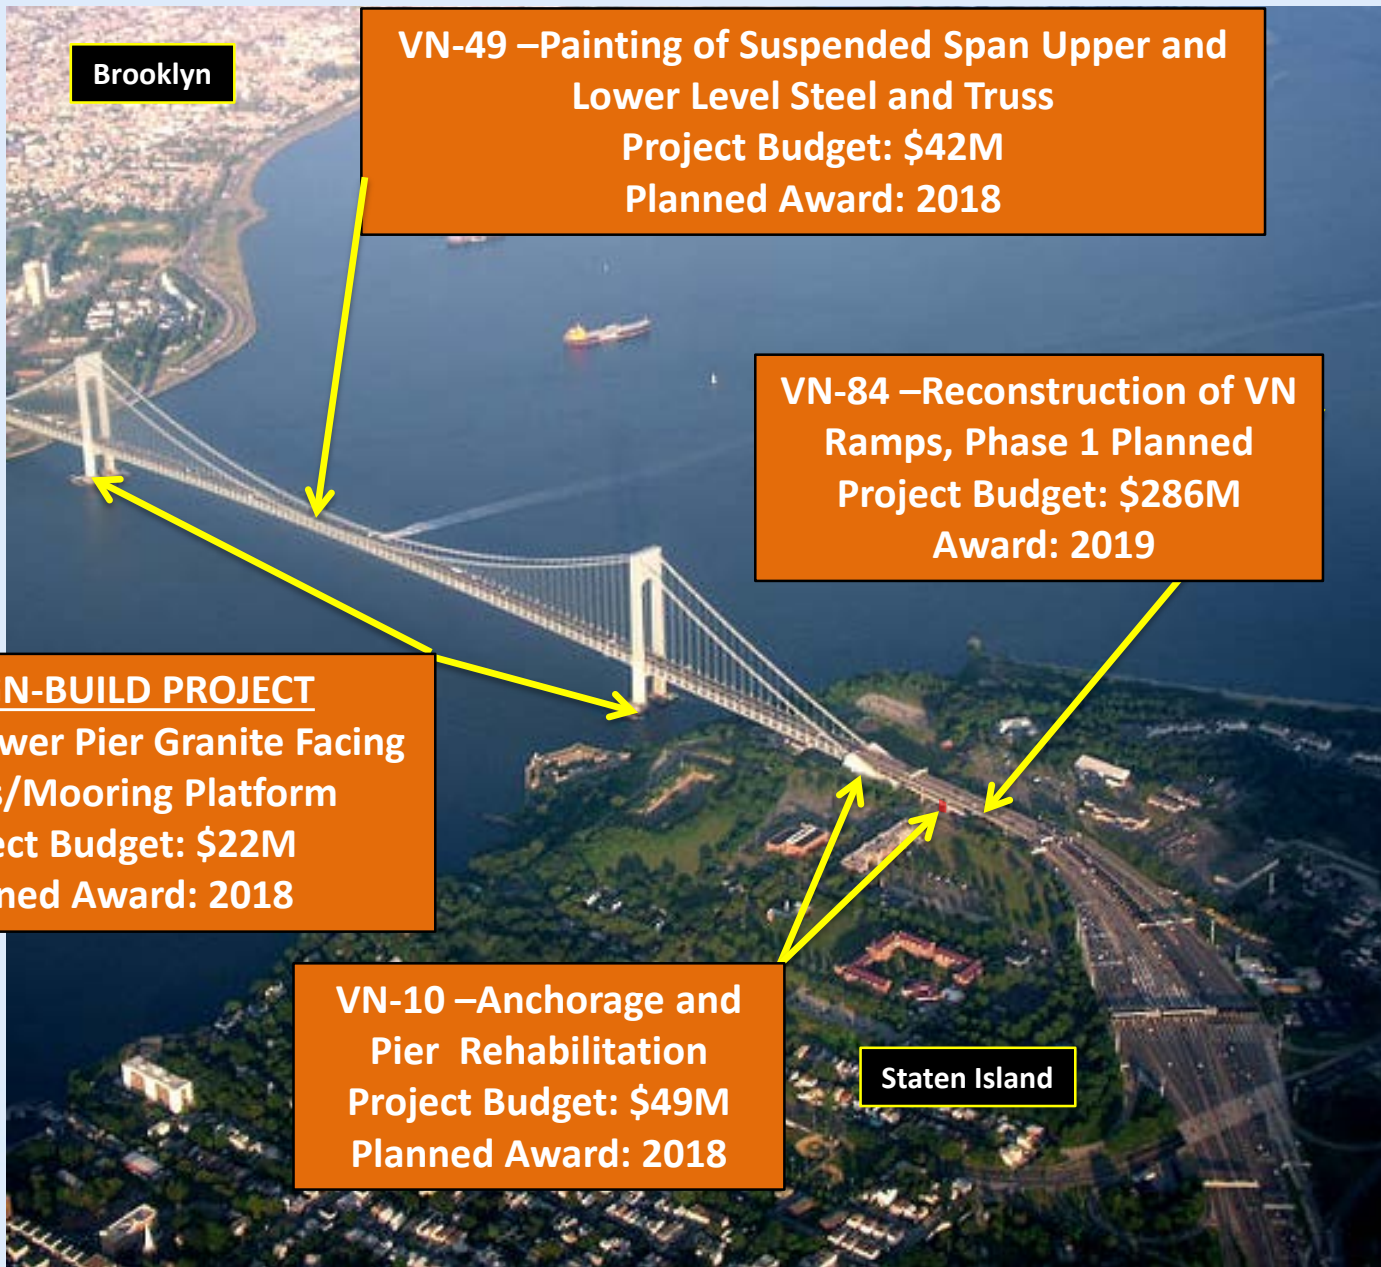 Brooklyn
VN-49 –Painting of Suspended Span Upper and
Lower Level Steel and Truss
Project Budget: $42M
Planned Award: 2018
VN-84 –Reconstruction of VN
Ramps, Phase 1 Planned
Project Budget: $286M
Award: 2019
N-BUILD PROJECT
wer Pier Granite Facing
s/Mooring Platform
ect Budget: $22M
ned Award: 2018
VN-10 –Anchorage and
Pier Rehabilitation
Project Budget: $49M
Planned Award: 2018
Staten Island